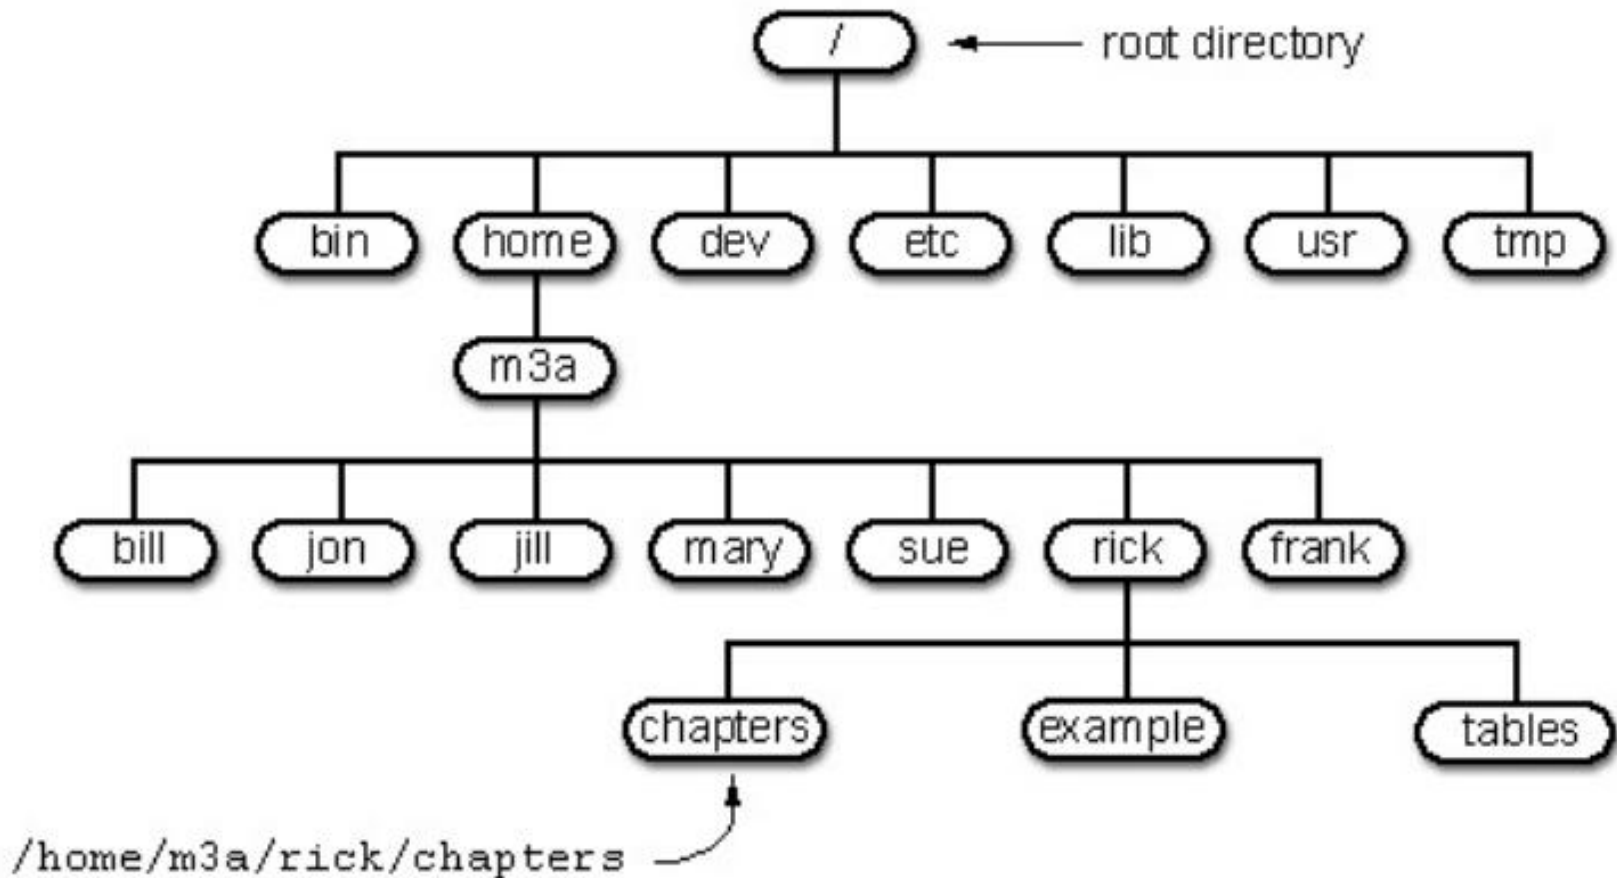 / root directory
bin home dev etc lib usr tmp
m3a
bill jon jill mary sue rick frank
chapters example tables
/home/m3a/rick/chapters